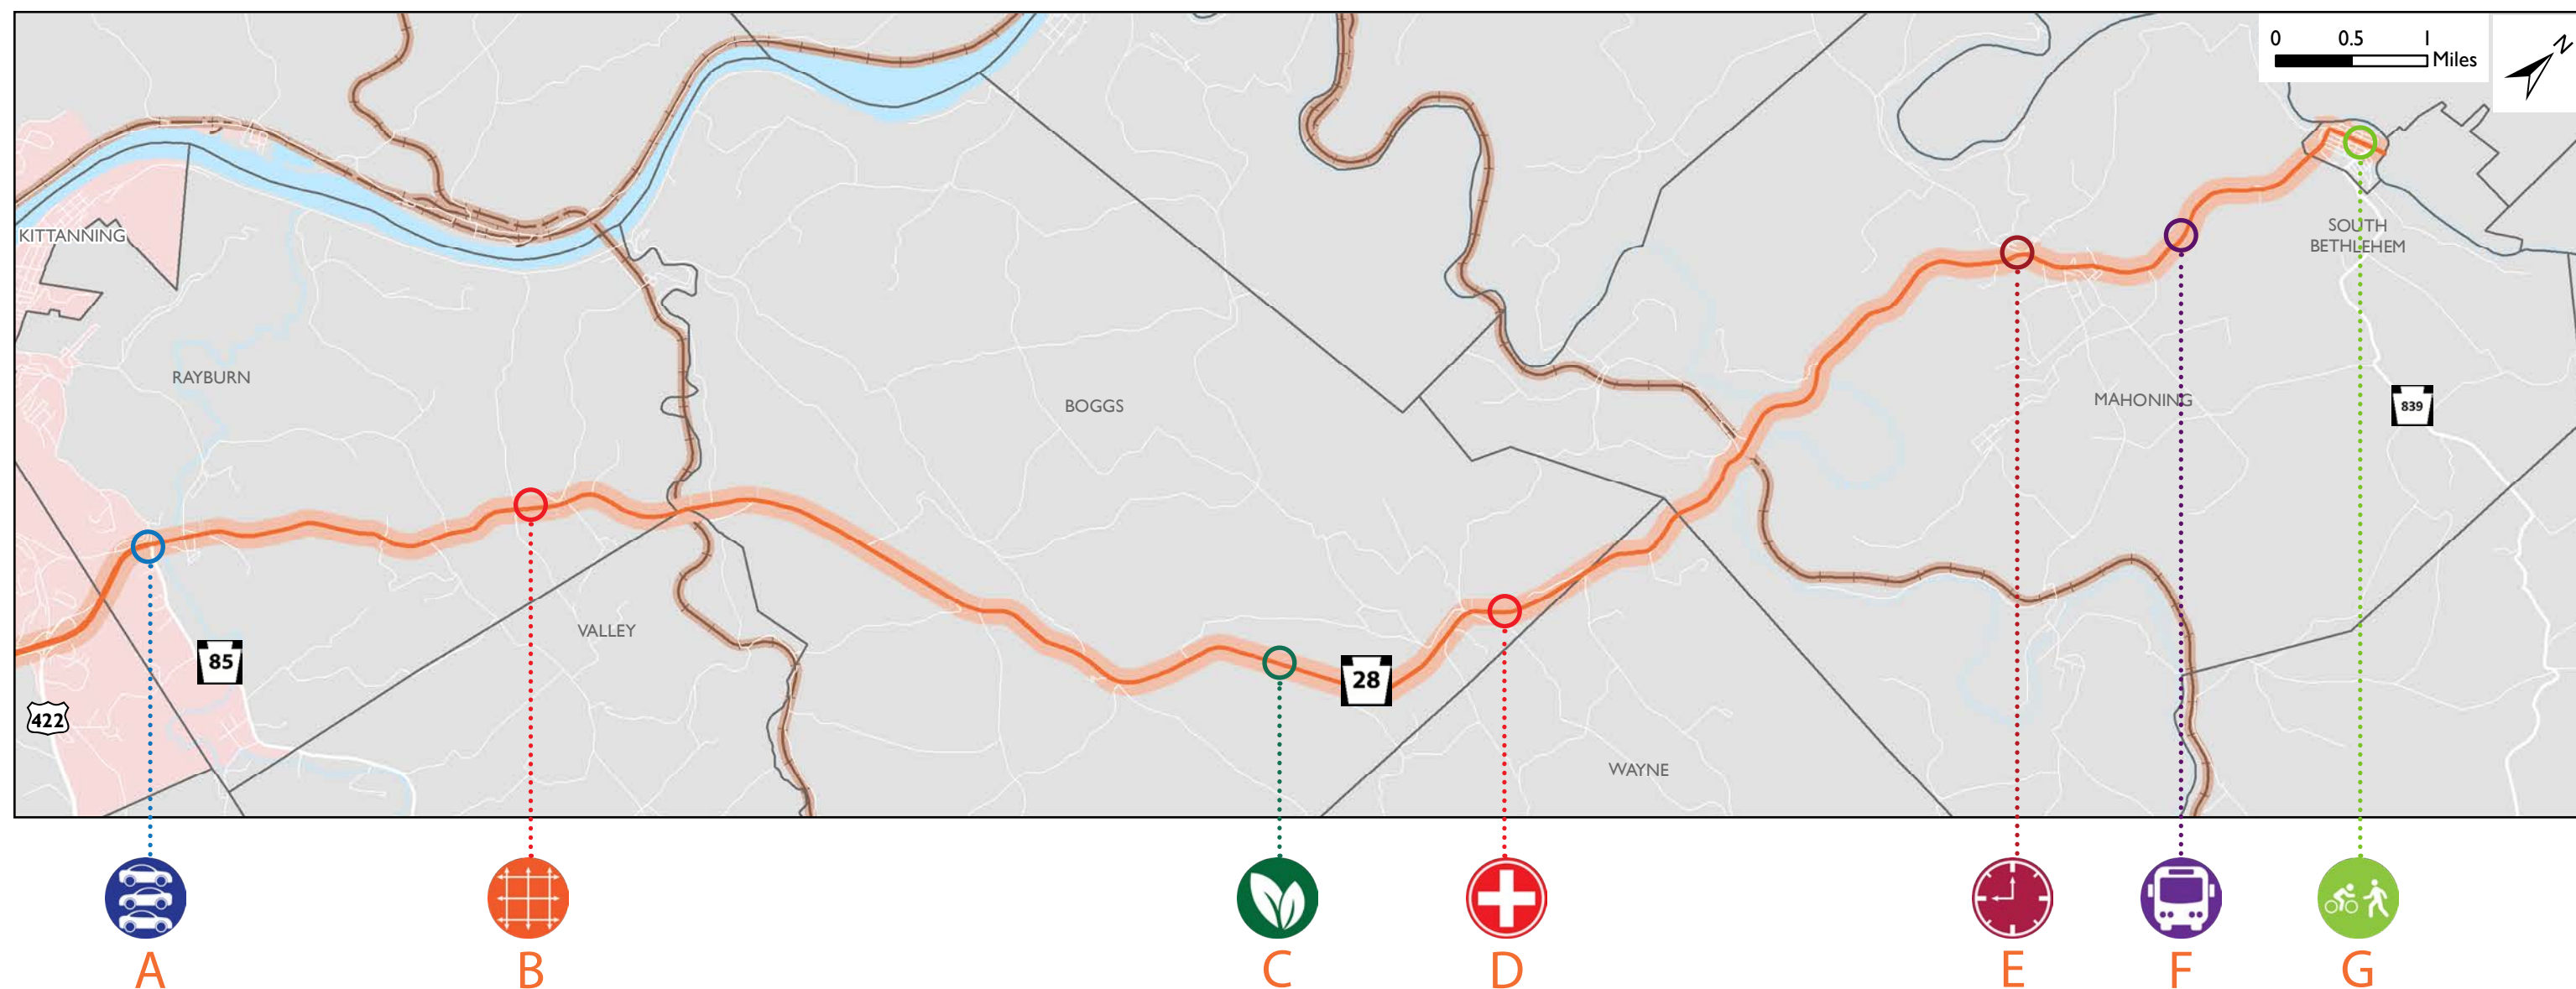 0 0.5 1
Miles
N
KITTANNING
SOUTH
BETHLEHEM
RAYBURN
BOGGS
MAHONING
839
VALLEY
85
28
422
WAYNE
A B C D E F G